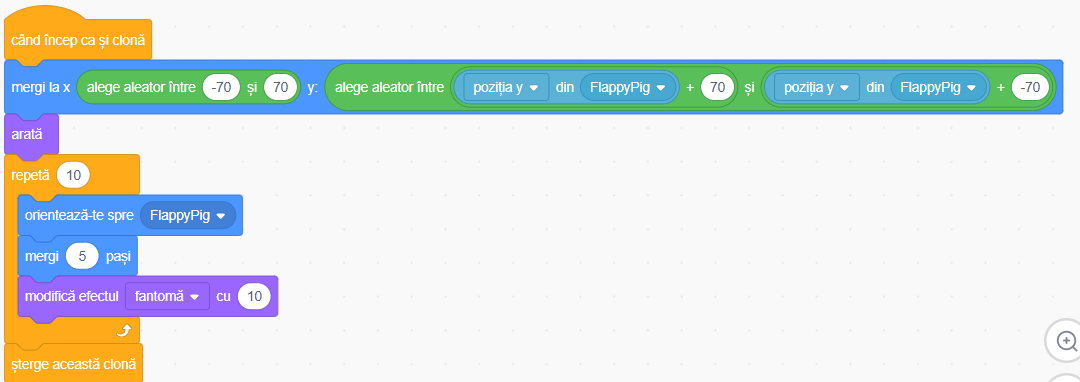 când încep ca și clonă
mergi la x alege aleator între -70 și 70 y: alege aleator între poziția y din FlappyPig + 70 și poziția y din FlappyPig + -70
arată
repetă 10
orientează-te spre FlappyPig
mergi 5 pași
modifică efectul fantomă cu 10
șterge această clonă